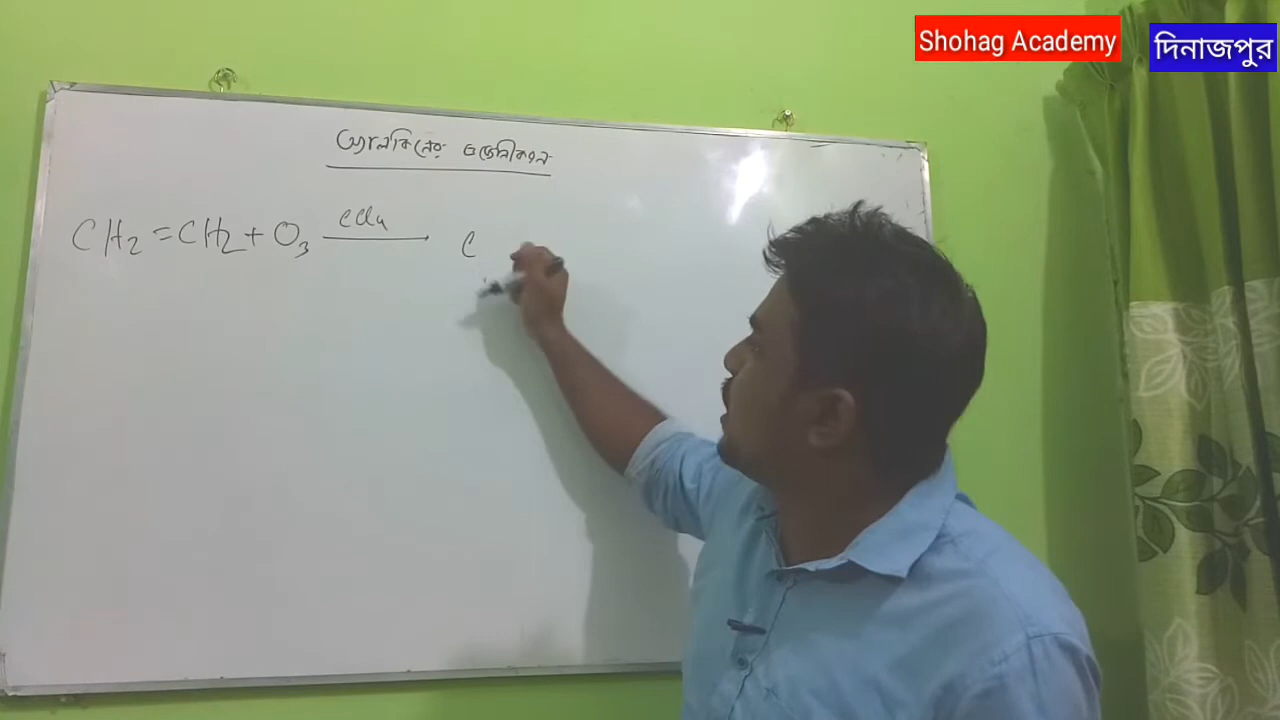 Shohag Academy
দিনাজপুর
অ্যালকিনের ওজোনীকরণ
CH₂=CH₂+O₃ CCl₄ → C